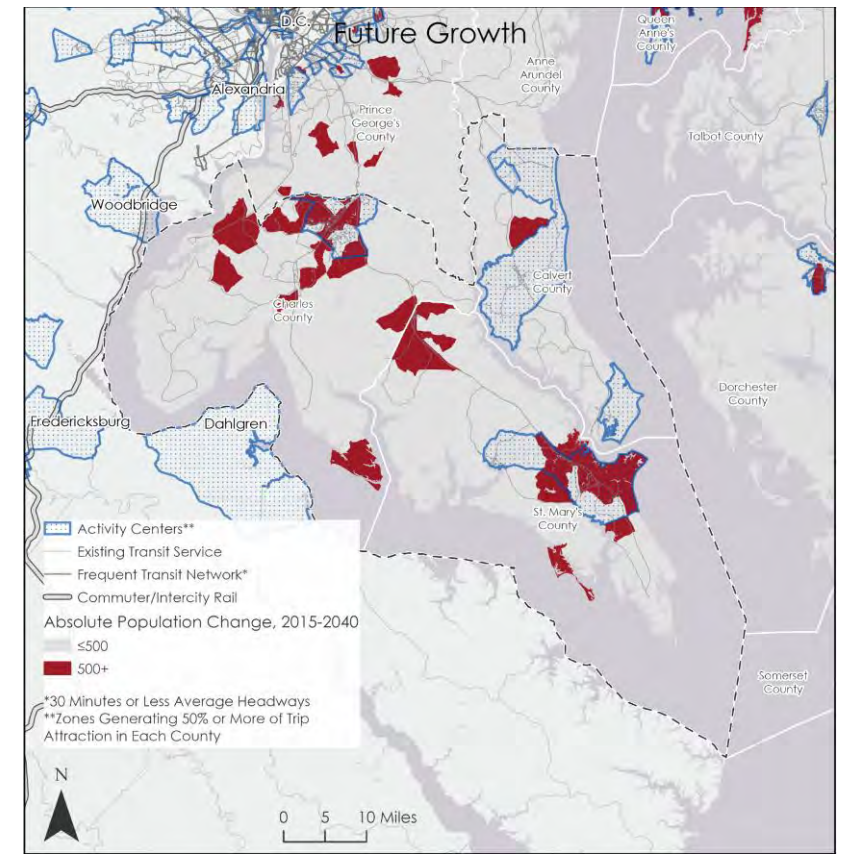 Future Growth
D.C.
Queen
Anne's
County
Anne
Arundel
County
Alexandria
Prince
George's
County
Talbot County
Woodbridge
Calvert
County
Charles
County
Dorchester
County
Fredericksburg
Dahlgren
St. Mary's
County
Somerset
County
Activity Centers**
Existing Transit Service
Frequent Transit Network*
Commuter/Intercity Rail
Absolute Population Change, 2015-2040
≤500
500+
*30 Minutes or Less Average Headways
**Zones Generating 50% or More of Trip
Attraction in Each County
N
0 5 10 Miles